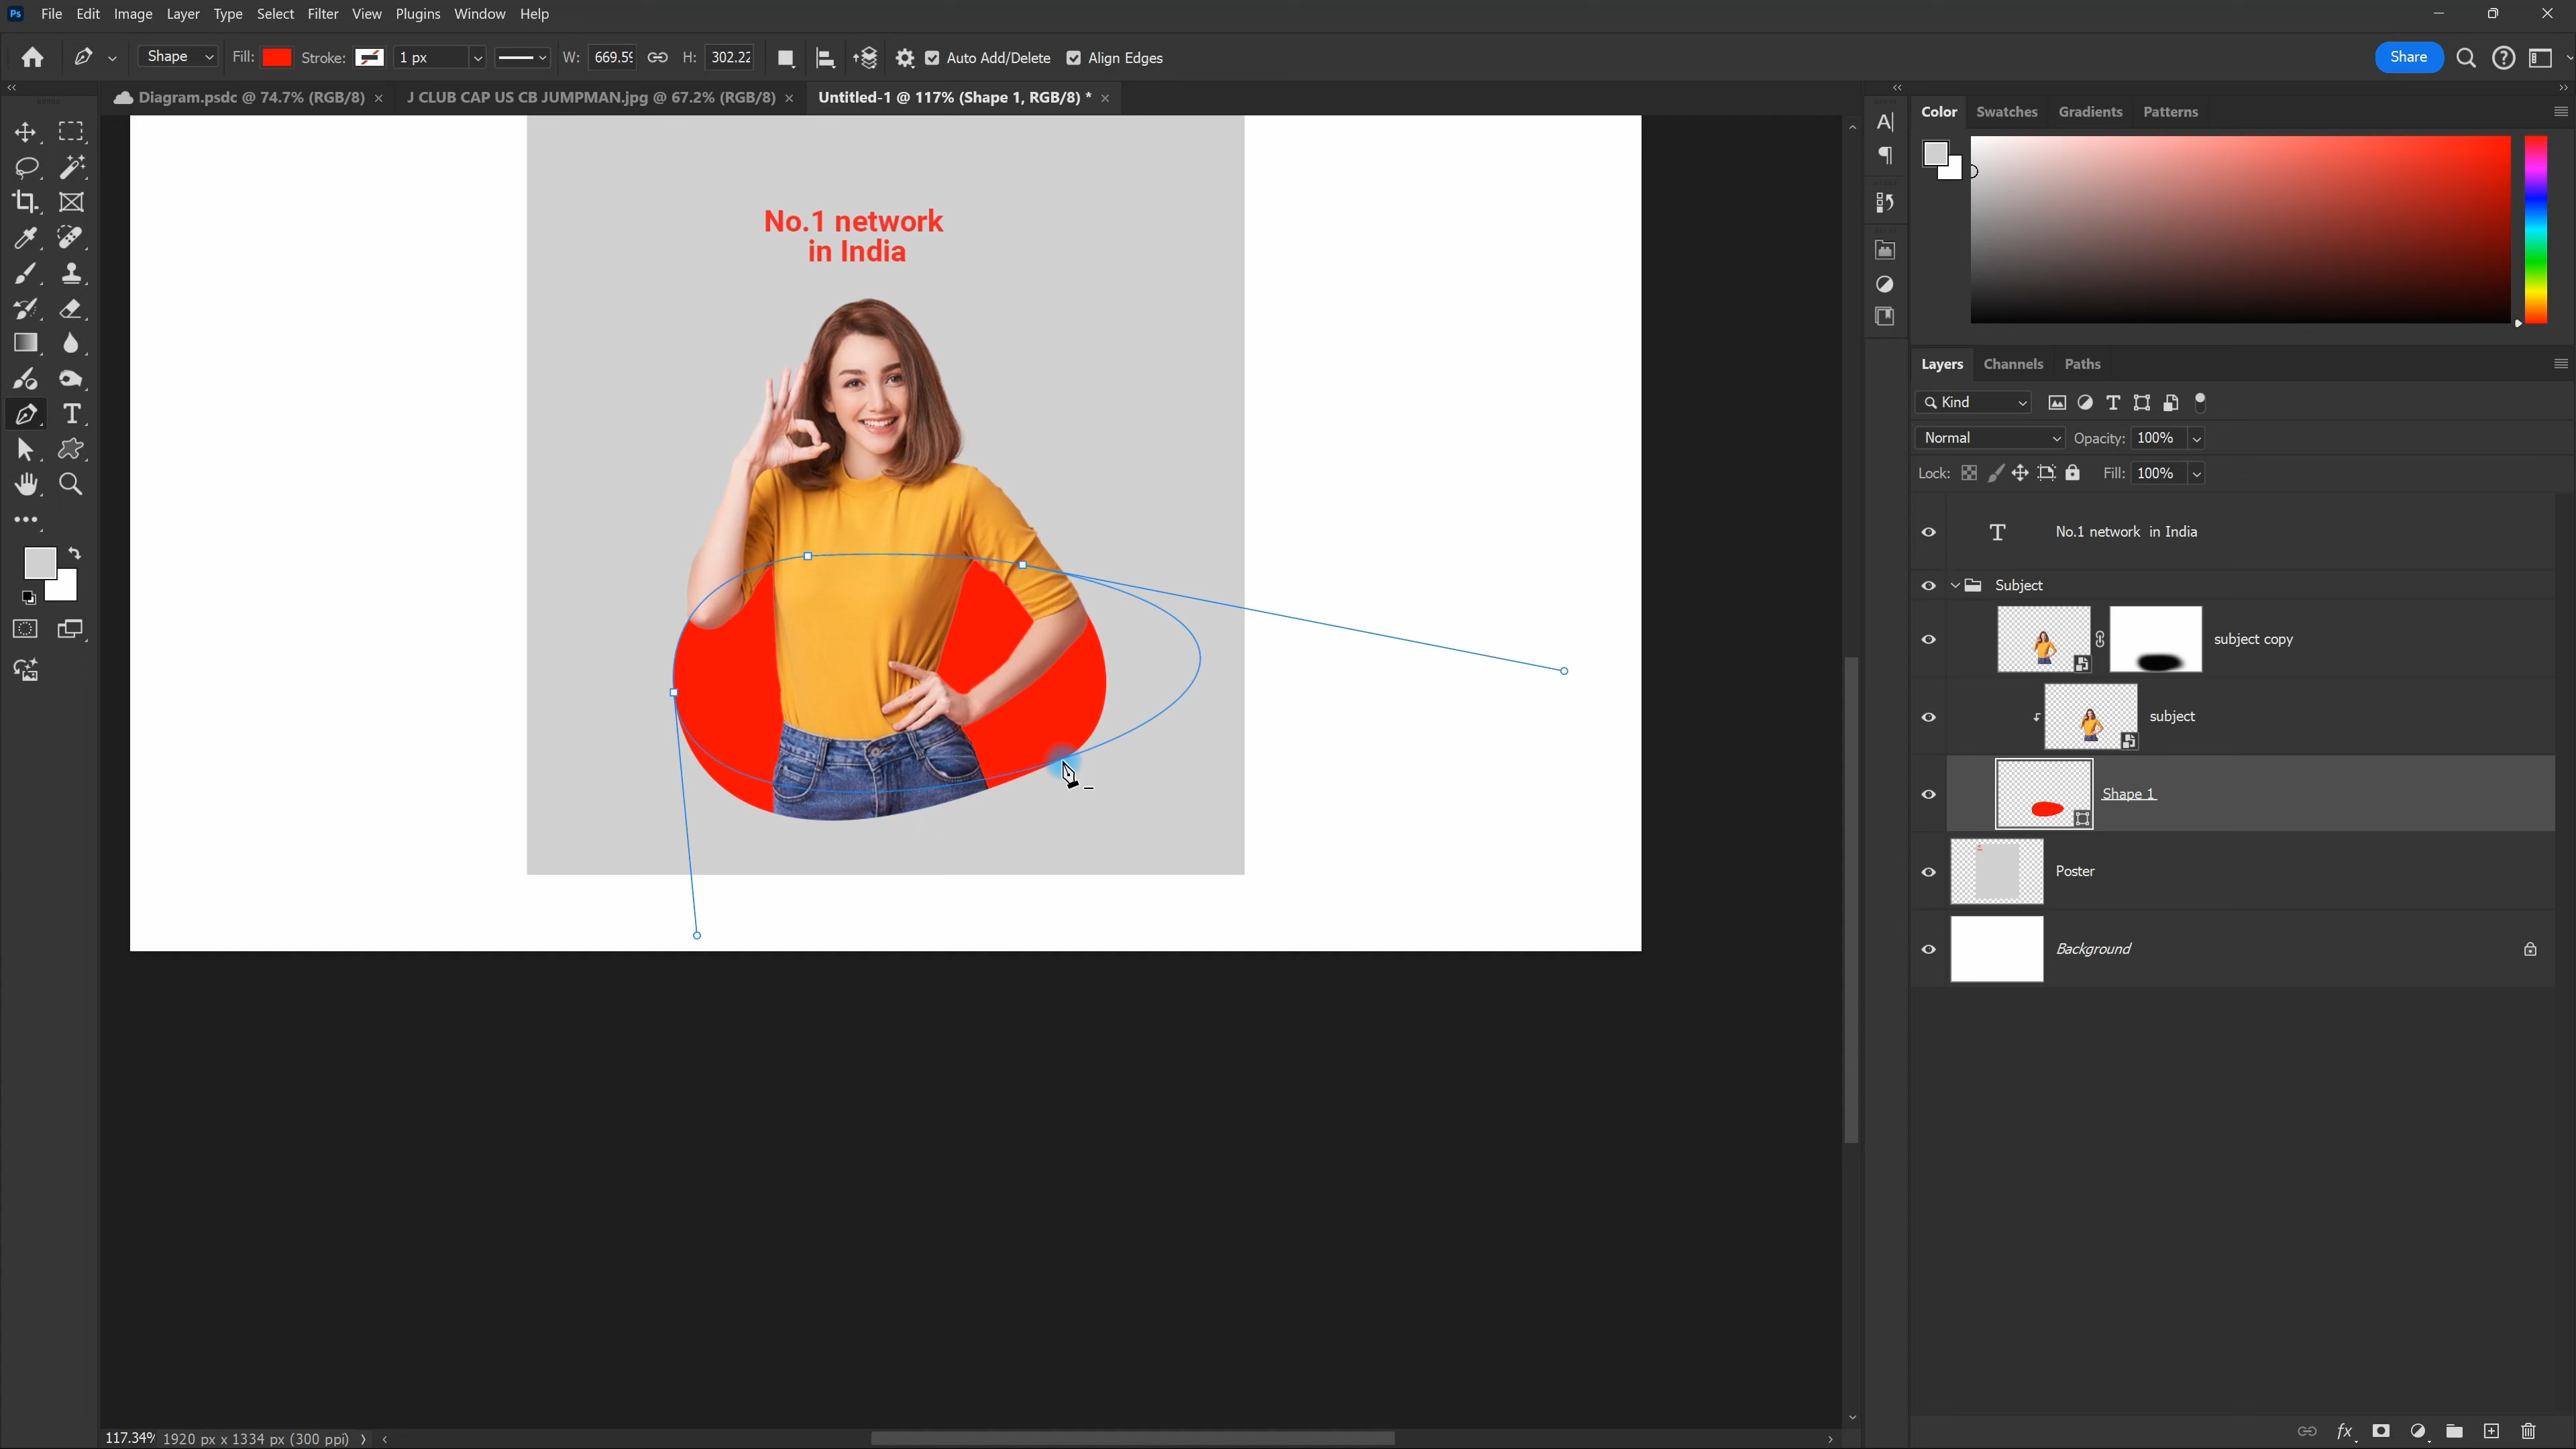 Ps File Edit Image Layer Type Select Filter View Plugins Window Help
Shape Fill: Stroke: 1 px W: 669.59 H: 302.22 Auto Add/Delete Align Edges Share
Diagram.psdc @ 74.7% (RGB/8) × J CLUB CAP US CB JUMPMAN.jpg @ 67.2% (RGB/8) × Untitled-1 @ 117% (Shape 1, RGB/8) * ×
Color Swatches Gradients Patterns
No.1 network
in India
Layers Channels Paths
Kind
Normal Opacity: 100%
Lock: Fill: 100%
No.1 network in India
Subject
subject copy
subject
Shape 1
Poster
Background
117.34% 1920 px x 1334 px (300 ppi)
fx